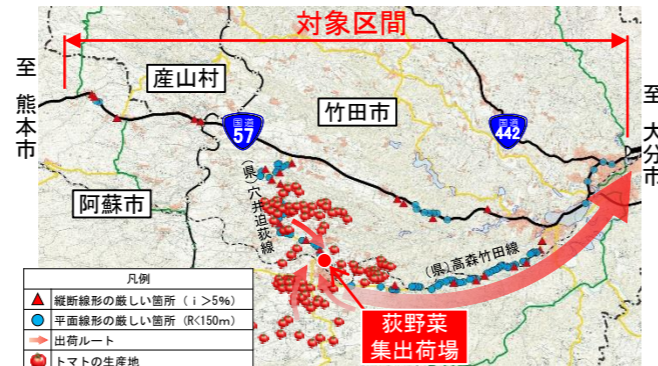 対象区間
至 熊本市
産山村
竹田市
国道
57
国道
442
至 大分市
阿蘇市
(県)穴井迫荻線
(県)高森竹田線
荻野菜
集出荷場
凡例
縦断線形の厳しい箇所（ｉ＞5％）
平面線形の厳しい箇所（R<150m）
出荷ルート
トマトの生産地